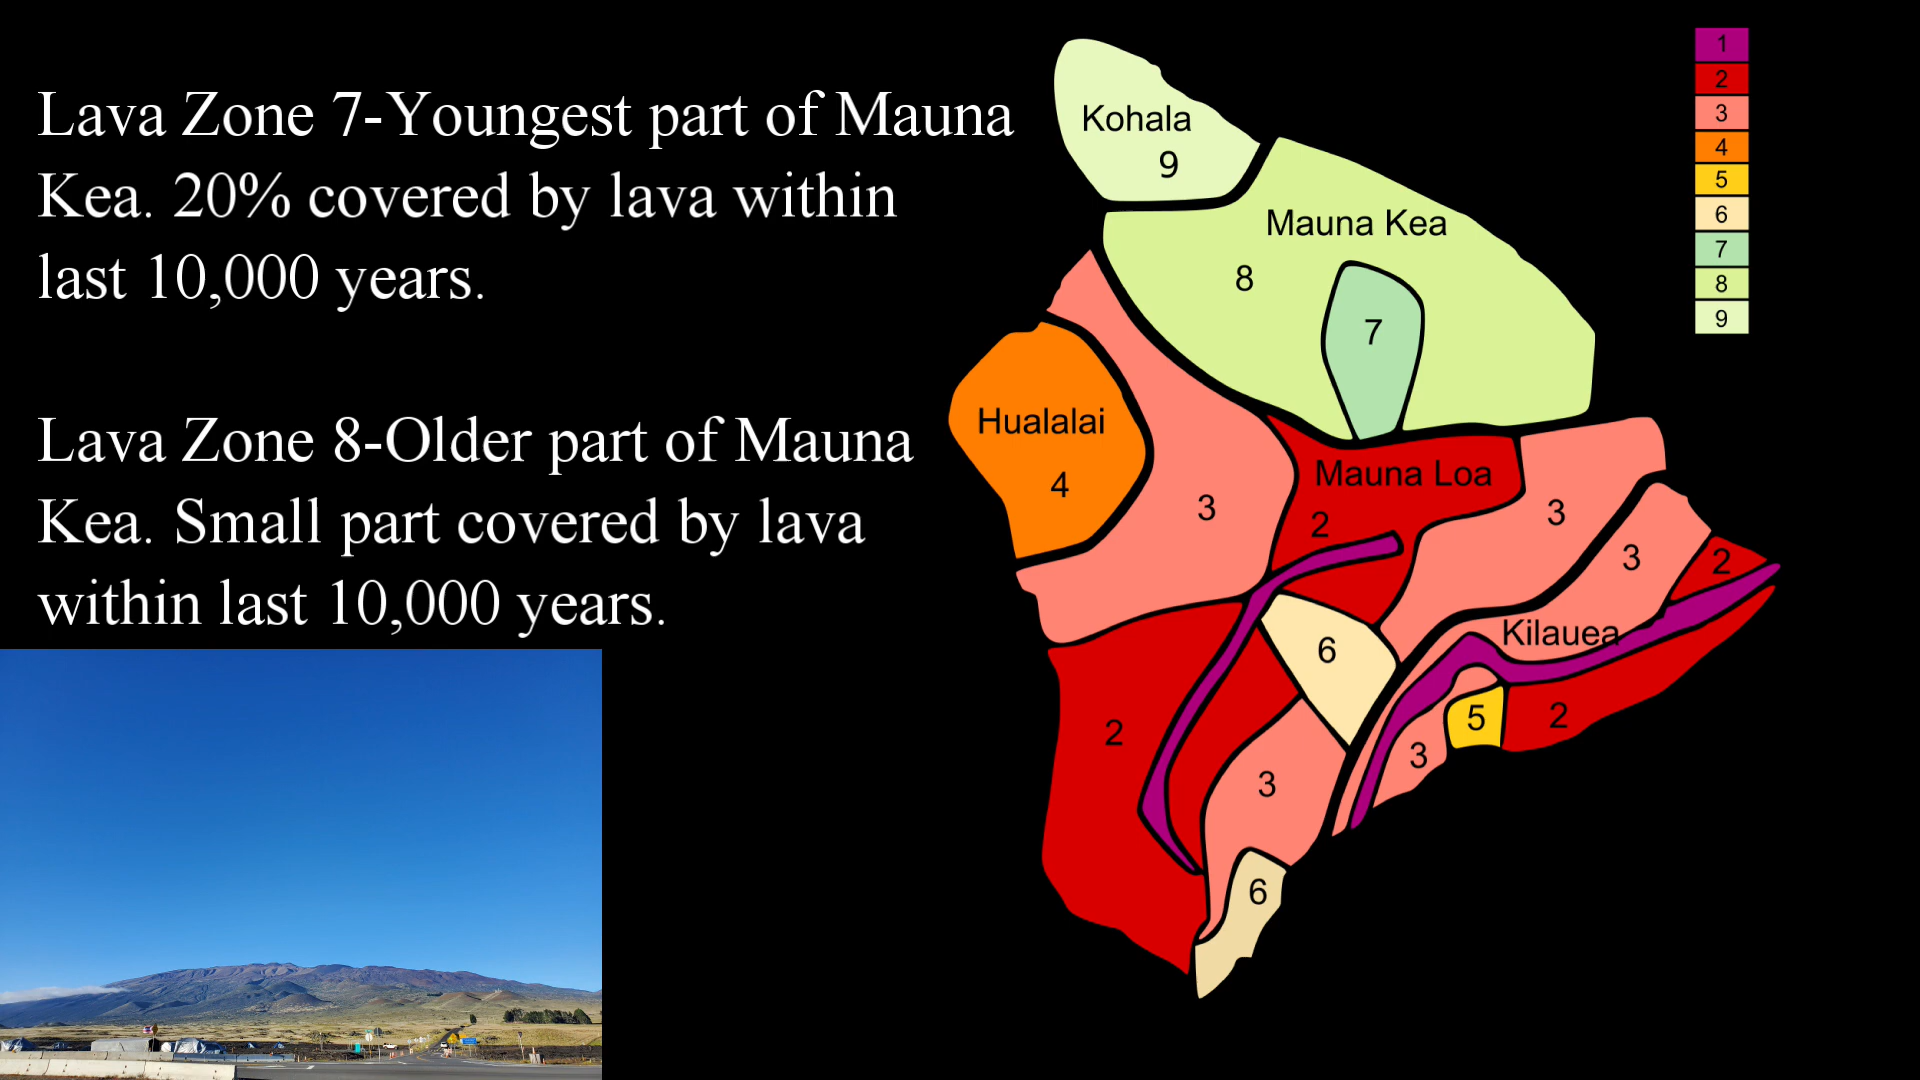 Lava Zone 7-Youngest part of Mauna
Kea. 20% covered by lava within
last 10,000 years.
Lava Zone 8-Older part of Mauna
Kea. Small part covered by lava
within last 10,000 years.
Kohala
9
Mauna Kea
8
7
Hualalai
4
3
Mauna Loa
2
3
3
2
Kilauea
6
2
5
2
3
3
6
1
2
3
4
5
6
7
8
9